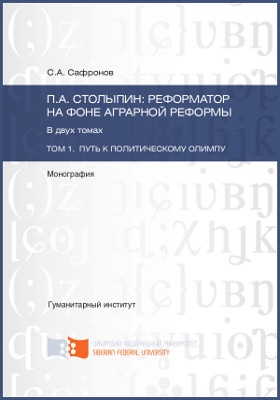 С.А. Сафронов
П.А. СТОЛЫПИН: РЕФОРМАТОР
НА ФОНЕ АГРАРНОЙ РЕФОРМЫ
В двух томах
ТОМ 1. ПУТЬ К ПОЛИТИЧЕСКОМУ ОЛИМПУ
Монография
Гуманитарный институт
СИБИРСКИЙ ФЕДЕРАЛЬНЫЙ УНИВЕРСИТЕТ
SIBERIAN FEDERAL UNIVERSITY